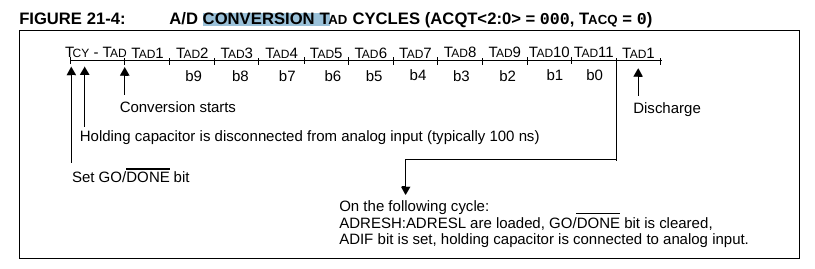 FIGURE 21-4: A/D CONVERSION TAD CYCLES (ACQT<2:0> = 000, TACQ = 0)
TCY - TAD TAD1 TAD2 TAD3 TAD4 TAD5 TAD6 TAD7 TAD8 TAD9 TAD10 TAD11 TAD1
b9 b8 b7 b6 b5 b4 b3 b2 b1 b0
Conversion starts
Discharge
Holding capacitor is disconnected from analog input (typically 100 ns)
Set GO/DONE bit
On the following cycle:
ADRESH:ADRESL are loaded, GO/DONE bit is cleared,
ADIF bit is set, holding capacitor is connected to analog input.